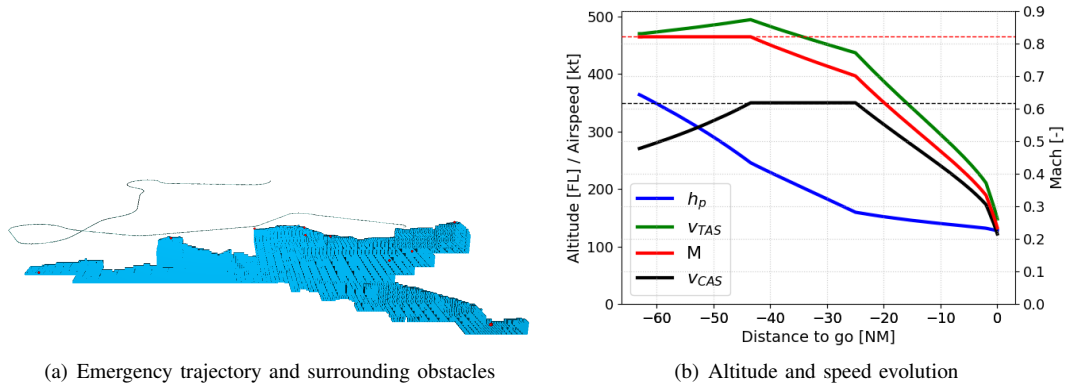 500
400
300
200
100
0
Altitude [FL] / Airspeed [kt]
0.9
0.8
0.7
0.6
0.5
0.4
0.3
0.2
0.1
0.0
Mach [-]
h_p
v_TAS
M
v_CAS
−60 −50 −40 −30 −20 −10 0
Distance to go [NM]
(a) Emergency trajectory and surrounding obstacles
(b) Altitude and speed evolution